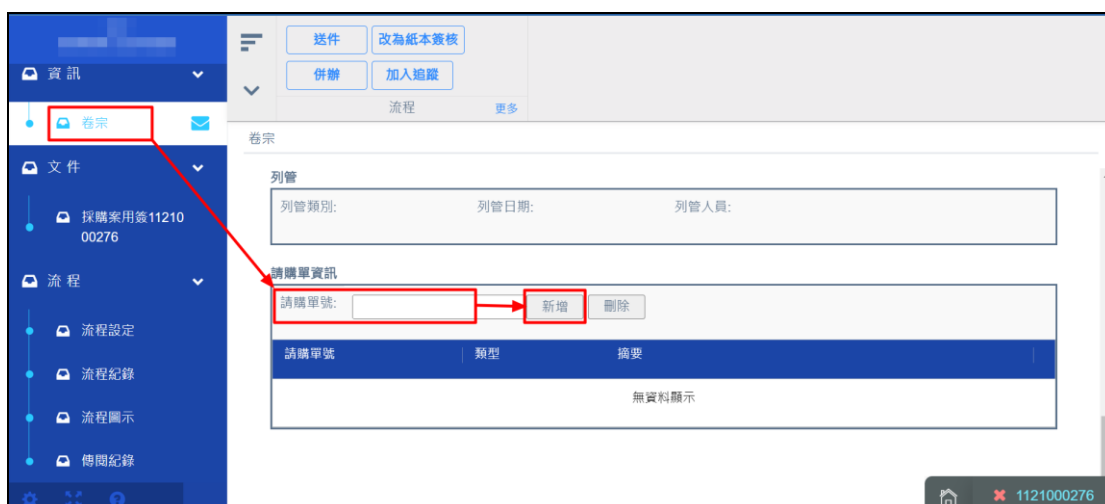 資訊
卷宗
文件
採購案用簽11210
00276
流程
流程設定
流程紀錄
流程圖示
傳閱紀錄
送件
改為紙本簽核
併辦
加入追蹤
流程
更多
卷宗
列管
列管類別:
列管日期:
列管人員:
請購單資訊
請購單號:
新增
刪除
請購單號
類型
摘要
無資料顯示
1121000276